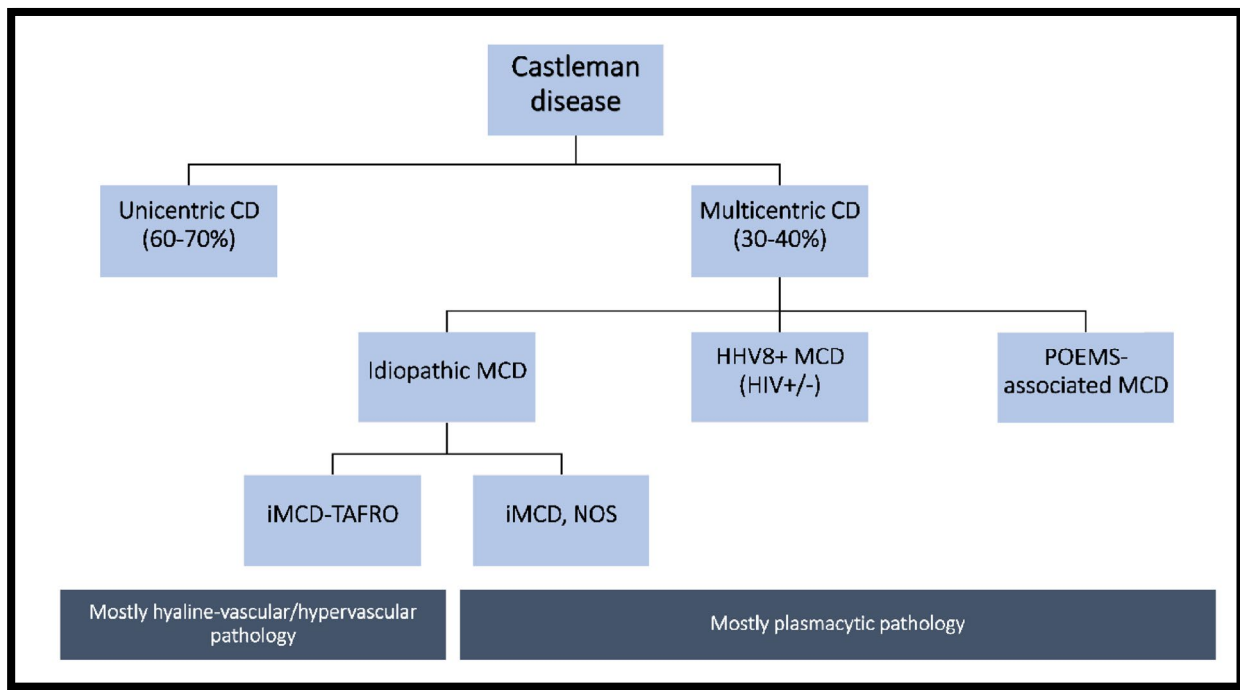 Castleman
disease
Unicentric CD
(60-70%)
Multicentric CD
(30-40%)
Idiopathic MCD
HHV8+ MCD
(HIV+/-)
POEMS-
associated MCD
iMCD-TAFRO
iMCD, NOS
Mostly hyaline-vascular/hypervascular
pathology
Mostly plasmacytic pathology